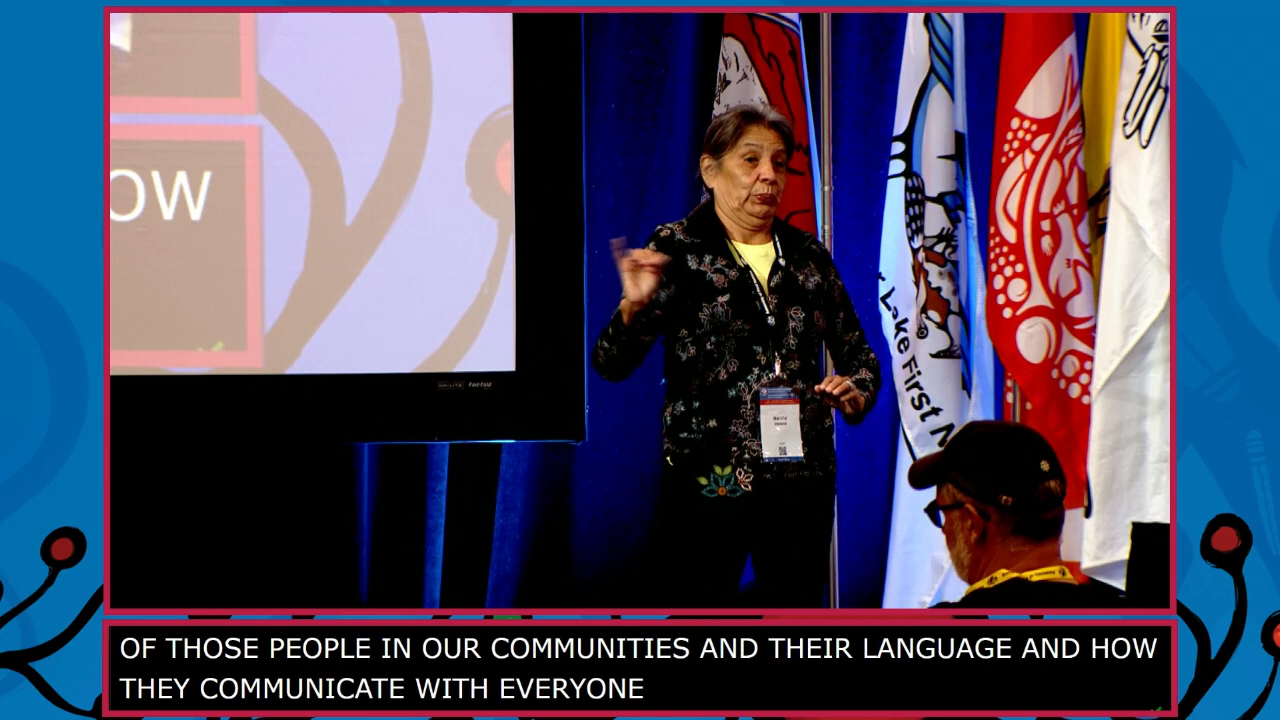 OW
Lake First N
OF THOSE PEOPLE IN OUR COMMUNITIES AND THEIR LANGUAGE AND HOW
THEY COMMUNICATE WITH EVERYONE